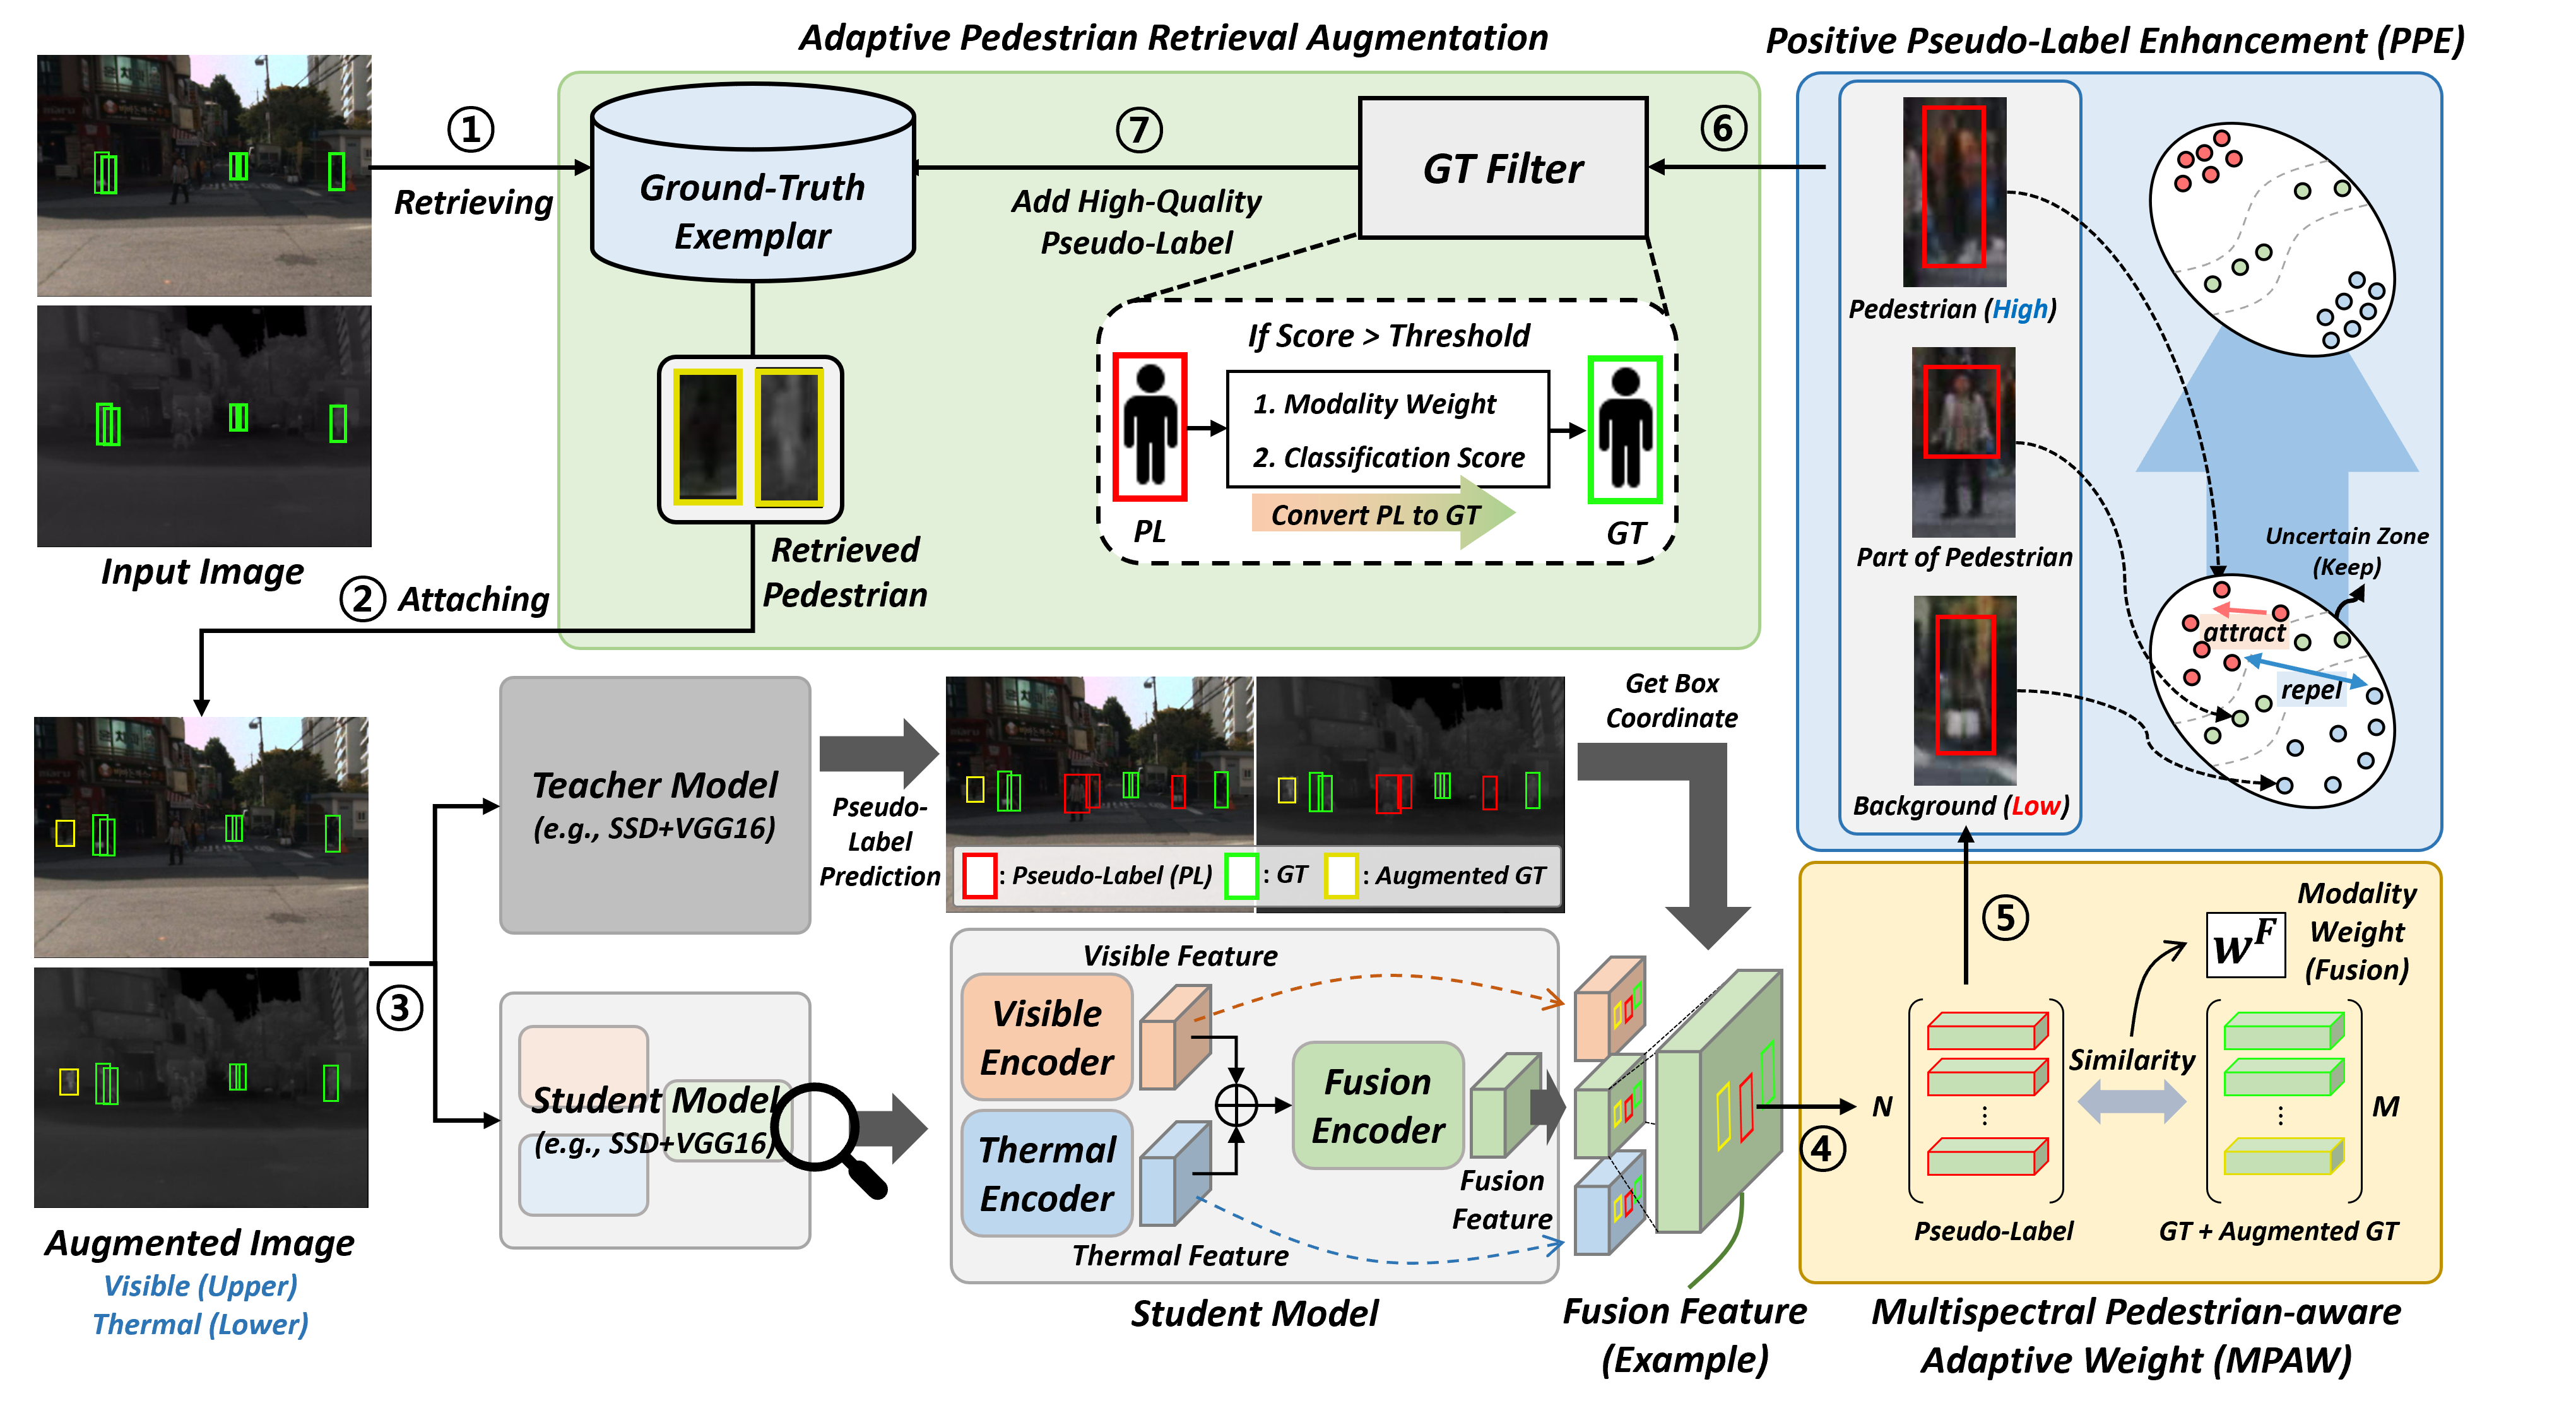 Adaptive Pedestrian Retrieval Augmentation
Positive Pseudo-Label Enhancement (PPE)
①
Retrieving
Input Image
Ground-Truth
Exemplar
⑦
Add High-Quality
Pseudo-Label
GT Filter
⑥
If Score > Threshold
1. Modality Weight
2. Classification Score
Convert PL to GT
PL
GT
Retrieved
Pedestrian
② Attaching
Pedestrian (High)
Part of Pedestrian
Background (Low)
Uncertain Zone
(Keep)
attract
repel
Teacher Model
(e.g., SSD+VGG16)
Pseudo-
Label
Prediction
: Pseudo-Label (PL)
: GT
: Augmented GT
Get Box
Coordinate
③
Student Model
(e.g., SSD+VGG16)
Augmented Image
Visible (Upper)
Thermal (Lower)
Visible Feature
Visible
Encoder
Thermal
Encoder
Thermal Feature
Fusion
Encoder
Fusion
Feature
Student Model
Fusion Feature
(Example)
④
⑤
Modality
Weight
(Fusion)
w^F
Similarity
N
M
Pseudo-Label
GT + Augmented GT
Multispectral Pedestrian-aware
Adaptive Weight (MPAW)